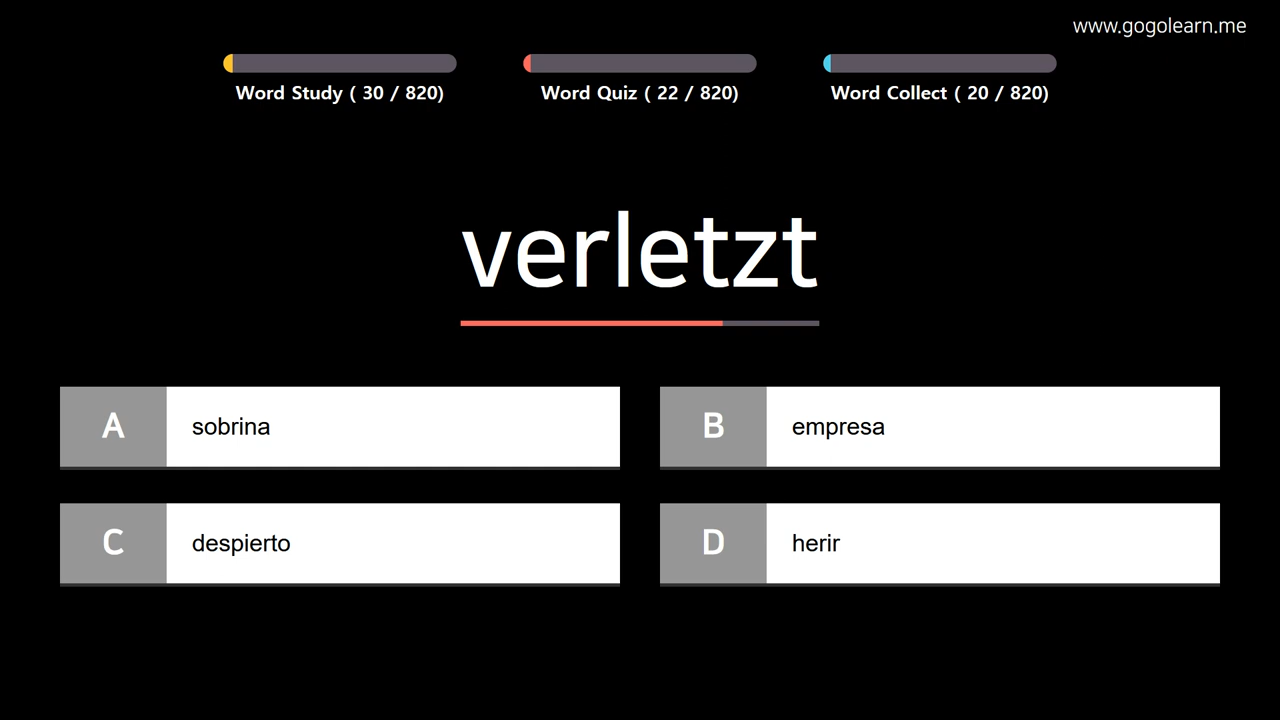 www.gogolearn.me
Word Study ( 30 / 820)
Word Quiz ( 22 / 820)
Word Collect ( 20 / 820)
verletzt
A sobrina
B empresa
C despierto
D herir